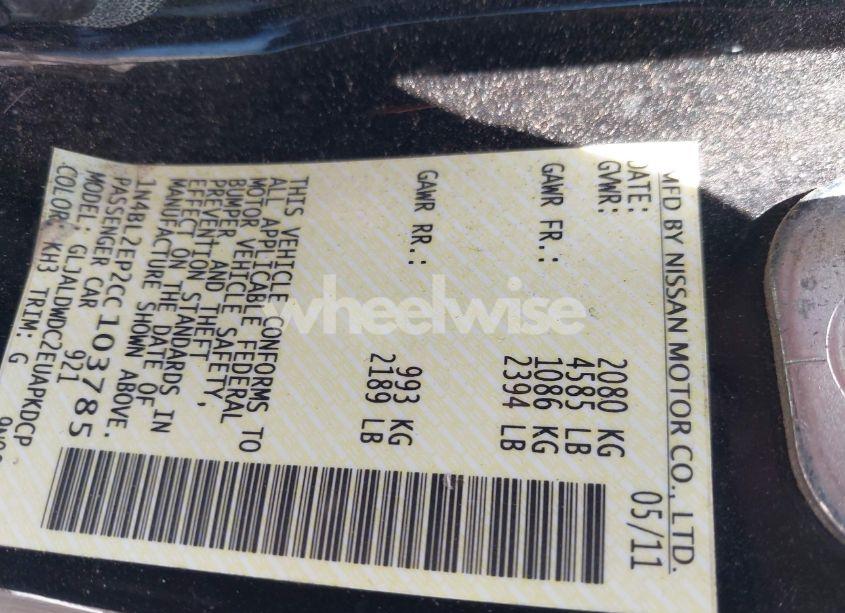 MFD BY NISSAN MOTOR CO., LTD.
DATE: 05/11
GVWR: 2080 KG
4585 LB
GAWR FR.: 1086 KG
2394 LB
GAWR RR.: 993 KG
2189 LB
THIS VEHICLE CONFORMS TO
ALL APPLICABLE FEDERAL
MOTOR VEHICLE SAFETY,
BUMPER, AND THEFT
PREVENTION STANDARDS IN
EFFECT ON THE DATE OF
MANUFACTURE SHOWN ABOVE.
1N4BL2EP2CC103785
PASSENGER CAR 921
MODEL: GLJALDWDC2EUAPKDCP
COLOR: KH3 TRIM: G
wheelwise